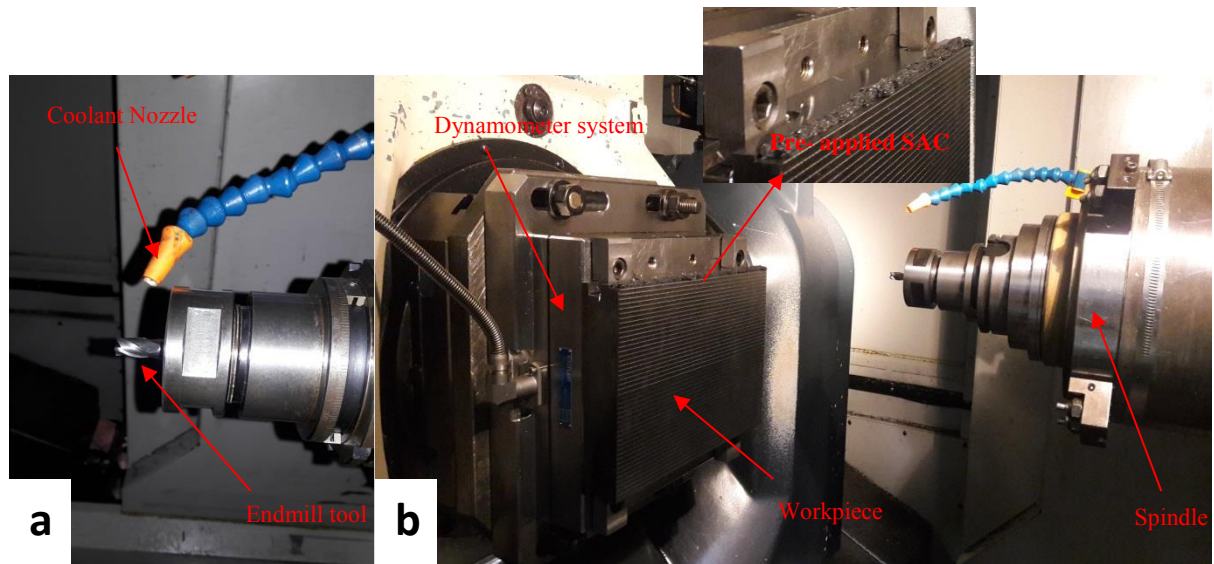 Coolant Nozzle
Dynamometer system
Pre- applied SAC
Endmill tool
Workpiece
Spindle
a
b